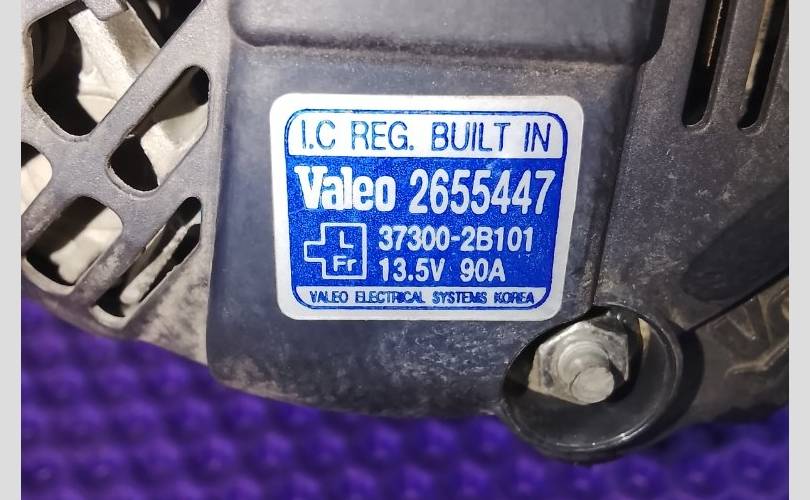 I.C REG. BUILT IN
Valeo 2655447
L 37300-2B101
Fr 13.5V 90A
VALEO ELECTRICAL SYSTEMS KOREA